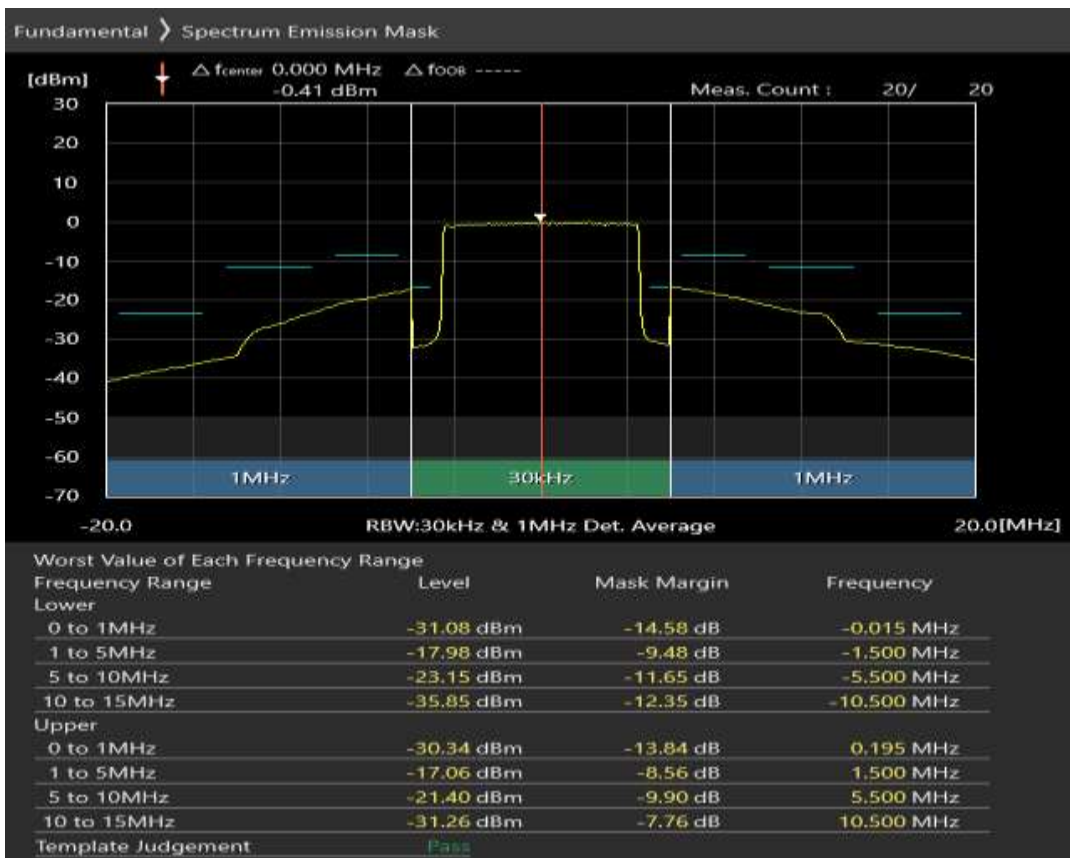 Fundamental ❯ Spectrum Emission Mask
[dBm] △ fcenter 0.000 MHz △ fOOB -----
-0.41 dBm Meas. Count : 20/ 20
30
20
10
0
-10
-20
-30
-40
-50
-60
-70
1MHz 30kHz 1MHz
-20.0 RBW:30kHz & 1MHz Det. Average 20.0[MHz]
Worst Value of Each Frequency Range
Frequency Range Level Mask Margin Frequency
Lower
0 to 1MHz -31.08 dBm -14.58 dB -0.015 MHz
1 to 5MHz -17.98 dBm -9.48 dB -1.500 MHz
5 to 10MHz -23.15 dBm -11.65 dB -5.500 MHz
10 to 15MHz -35.85 dBm -12.35 dB -10.500 MHz
Upper
0 to 1MHz -30.34 dBm -13.84 dB 0.195 MHz
1 to 5MHz -17.06 dBm -8.56 dB 1.500 MHz
5 to 10MHz -21.40 dBm -9.90 dB 5.500 MHz
10 to 15MHz -31.26 dBm -7.76 dB 10.500 MHz
Template Judgement Pass